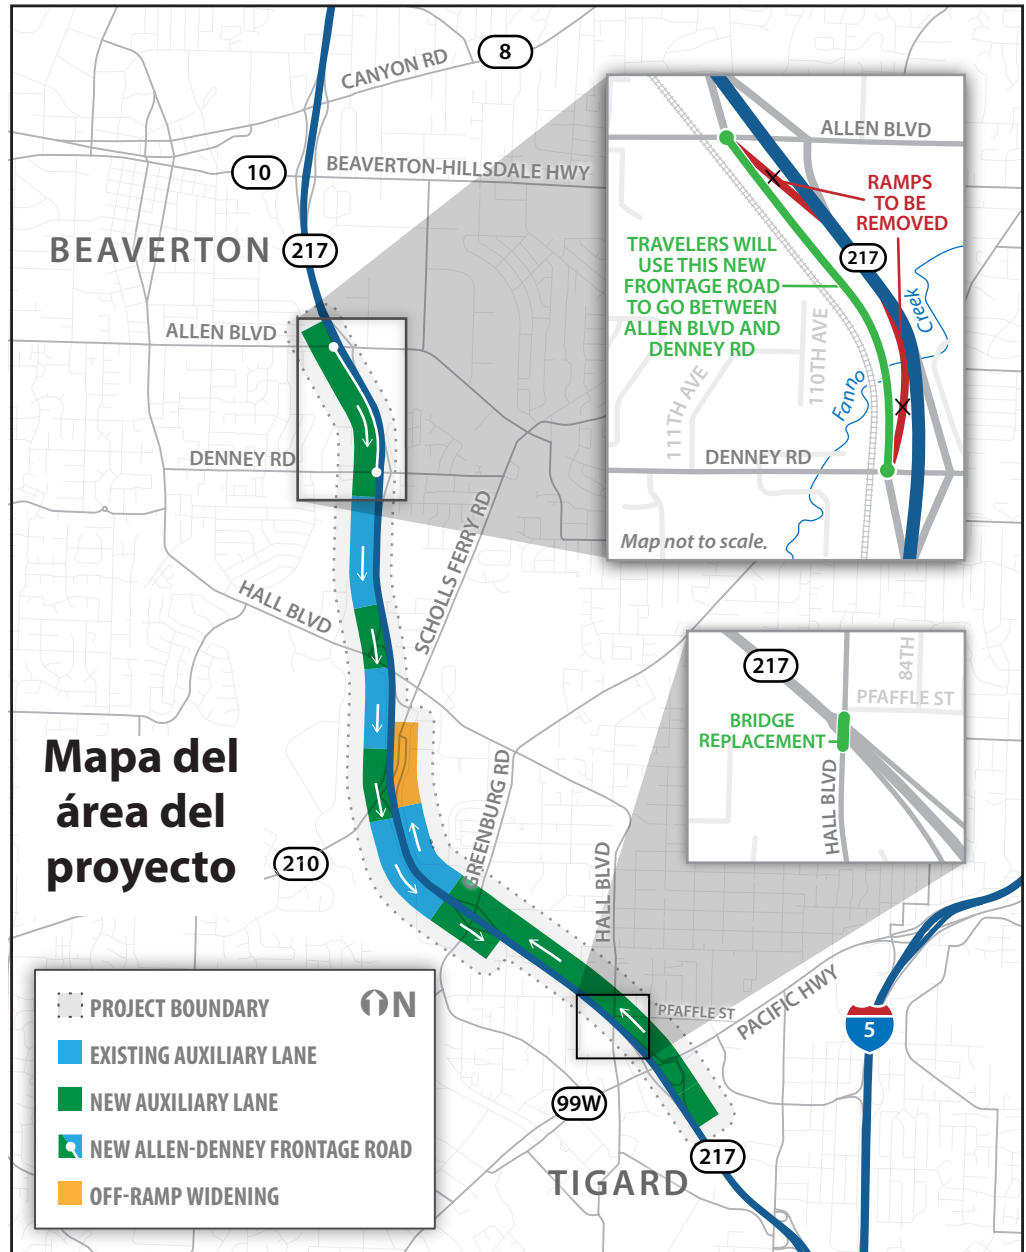 CANYON RD
8
10
BEAVERTON-HILLSDALE HWY
BEAVERTON
217
ALLEN BLVD
DENNEY RD
SCHOLLS FERRY RD
HALL BLVD
ALLEN BLVD
RAMPS
TO BE
REMOVED
217
TRAVELERS WILL
USE THIS NEW
FRONTAGE ROAD
TO GO BETWEEN
ALLEN BLVD AND
DENNEY RD
Creek
Fanno
110TH AVE
111TH AVE
DENNEY RD
Map not to scale.
217
84TH
PFAFFLE ST
BRIDGE
REPLACEMENT
HALL BLVD
Mapa del
área del
proyecto
210
GREENBURG RD
HALL BLVD
PFAFFLE ST
PACIFIC HWY
5
99W
217
TIGARD
PROJECT BOUNDARY
N
EXISTING AUXILIARY LANE
NEW AUXILIARY LANE
NEW ALLEN-DENNEY FRONTAGE ROAD
OFF-RAMP WIDENING